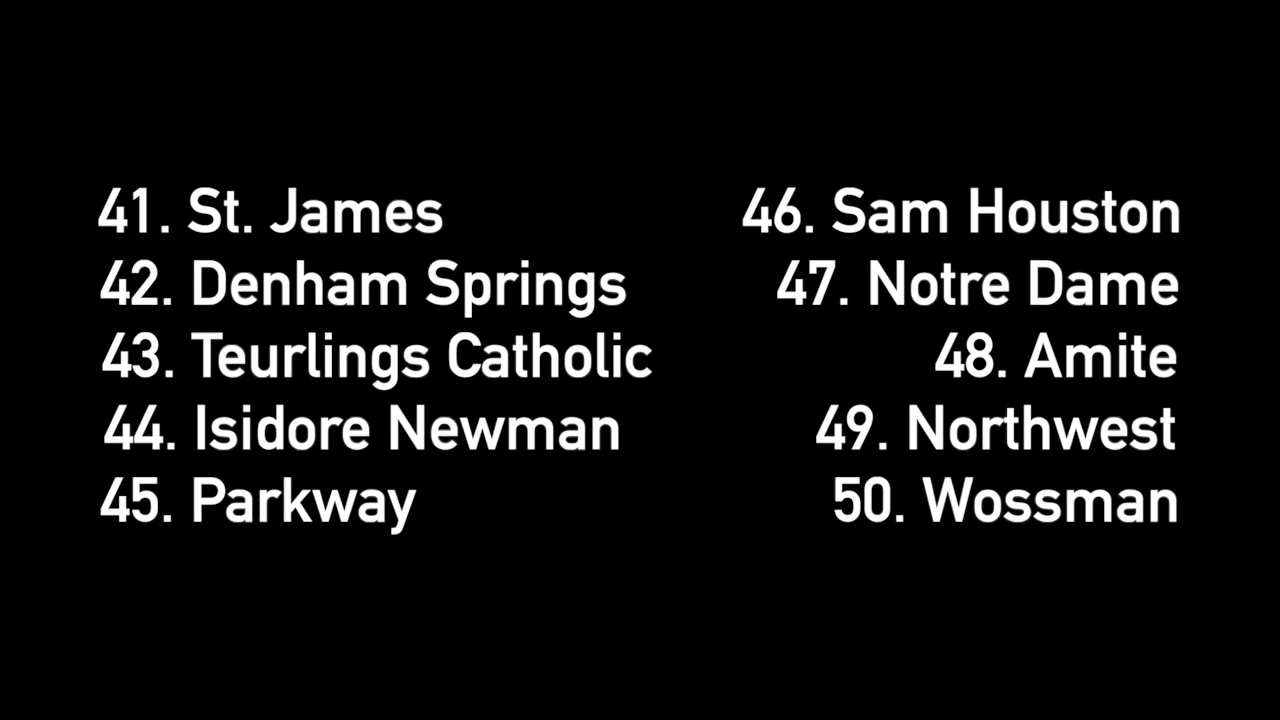 41. St. James
42. Denham Springs
43. Teurlings Catholic
44. Isidore Newman
45. Parkway
46. Sam Houston
47. Notre Dame
48. Amite
49. Northwest
50. Wossman